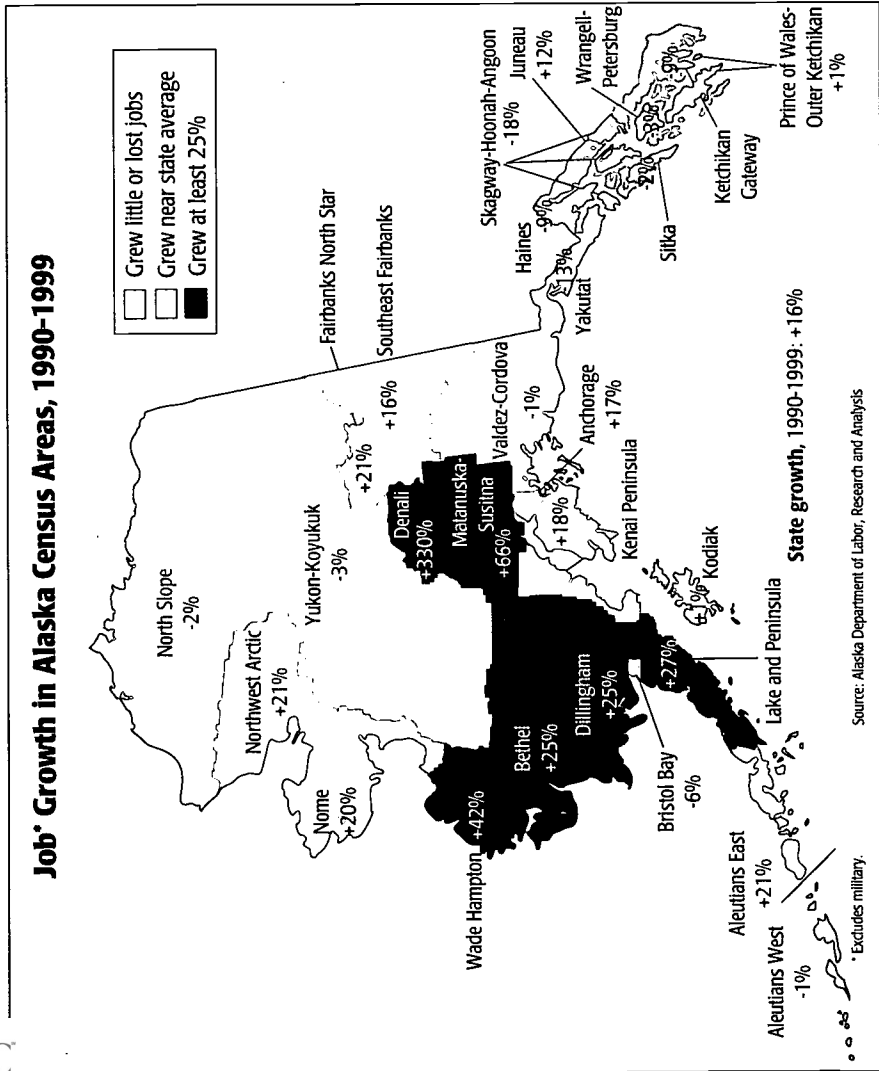 Job* Growth in Alaska Census Areas, 1990-1999
Grew little or lost jobs
Grew near state average
Grew at least 25%
North Slope
-2%
Northwest Arctic
+21%
Nome
+20%
Yukon-Koyukuk
-3%
Fairbanks North Star
+21%
Southeast Fairbanks
+16%
Denali
+330%
Matanuska-
Susitna
+66%
Valdez-Cordova
-1%
Anchorage
+17%
+18%
Kenai Peninsula
Wade Hampton
+42%
Bethel
+25%
Dillingham
+25%
Bristol Bay
-6%
+27%
Lake and Peninsula
+1%
Kodiak
Aleutians East
+21%
Aleutians West
-1%
Yakutat
Haines
-9%
Skagway-Hoonah-Angoon
-18%
Juneau
+12%
Wrangell-
Petersburg
-2%
Sitka
-9%
Ketchikan
Gateway
Prince of Wales-
Outer Ketchikan
+1%
State growth, 1990-1999: +16%
* Excludes military.
Source: Alaska Department of Labor, Research and Analysis